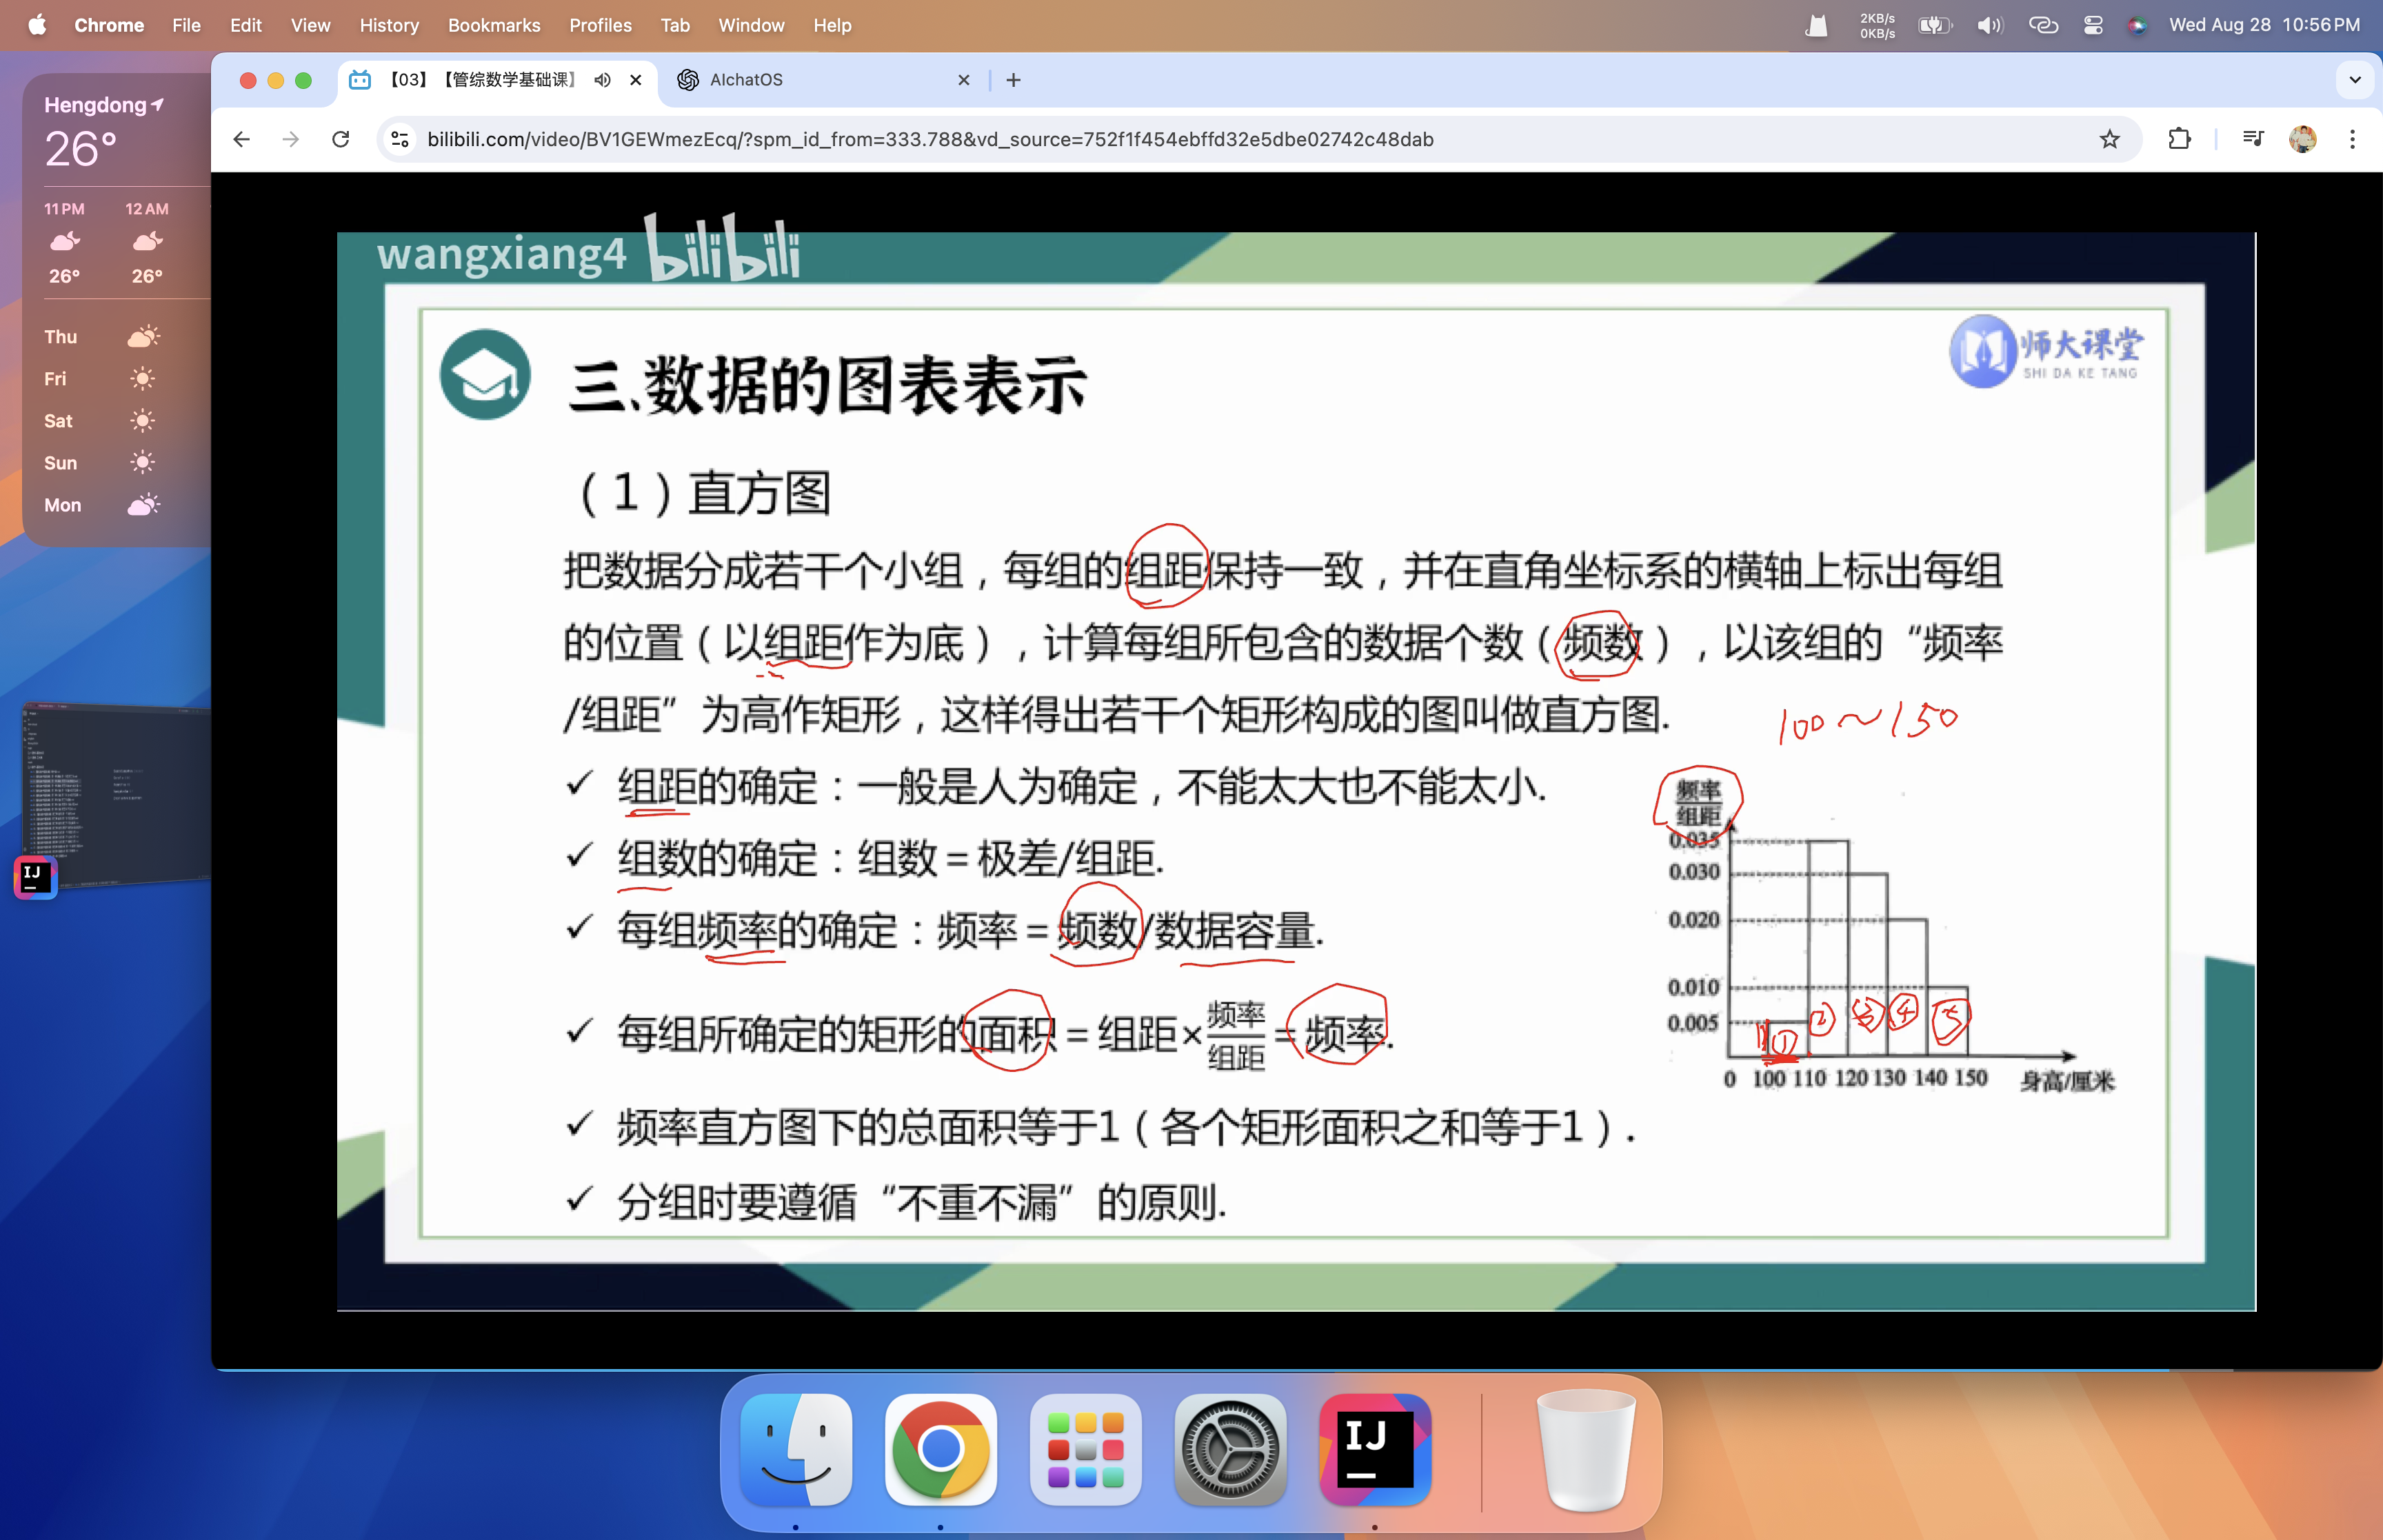 Chrome File Edit View History Bookmarks Profiles Tab Window Help
2KB/s
0KB/s
Wed Aug 28 10:56 PM
Hengdong
26°
11 PM 12 AM
26° 26°
Thu
Fri
Sat
Sun
Mon
【03】【管综数学基础课】
AIchatOS
bilibili.com/video/BV1GEWmezEcq/?spm_id_from=333.788&vd_source=752f1f454ebffd32e5dbe02742c48dab
wangxiang4 bilibili
师大课堂
SHI DA KE TANG
三.数据的图表表示
（1）直方图
把数据分成若干个小组，每组的组距保持一致，并在直角坐标系的横轴上标出每组
的位置（以组距作为底），计算每组所包含的数据个数（频数），以该组的“频率
/组距”为高作矩形，这样得出若干个矩形构成的图叫做直方图.
100～150
✓ 组距的确定：一般是人为确定，不能太大也不能太小.
✓ 组数的确定：组数＝极差/组距.
✓ 每组频率的确定：频率＝频数/数据容量.
✓ 每组所确定的矩形的面积＝组距×频率/组距＝频率.
✓ 频率直方图下的总面积等于1（各个矩形面积之和等于1）.
✓ 分组时要遵循“不重不漏”的原则.
频率
组距
0.035
0.030
0.020
0.010
0.005
① ② ③ ④ ⑤
0 100 110 120 130 140 150 身高/厘米
IJ
IJ